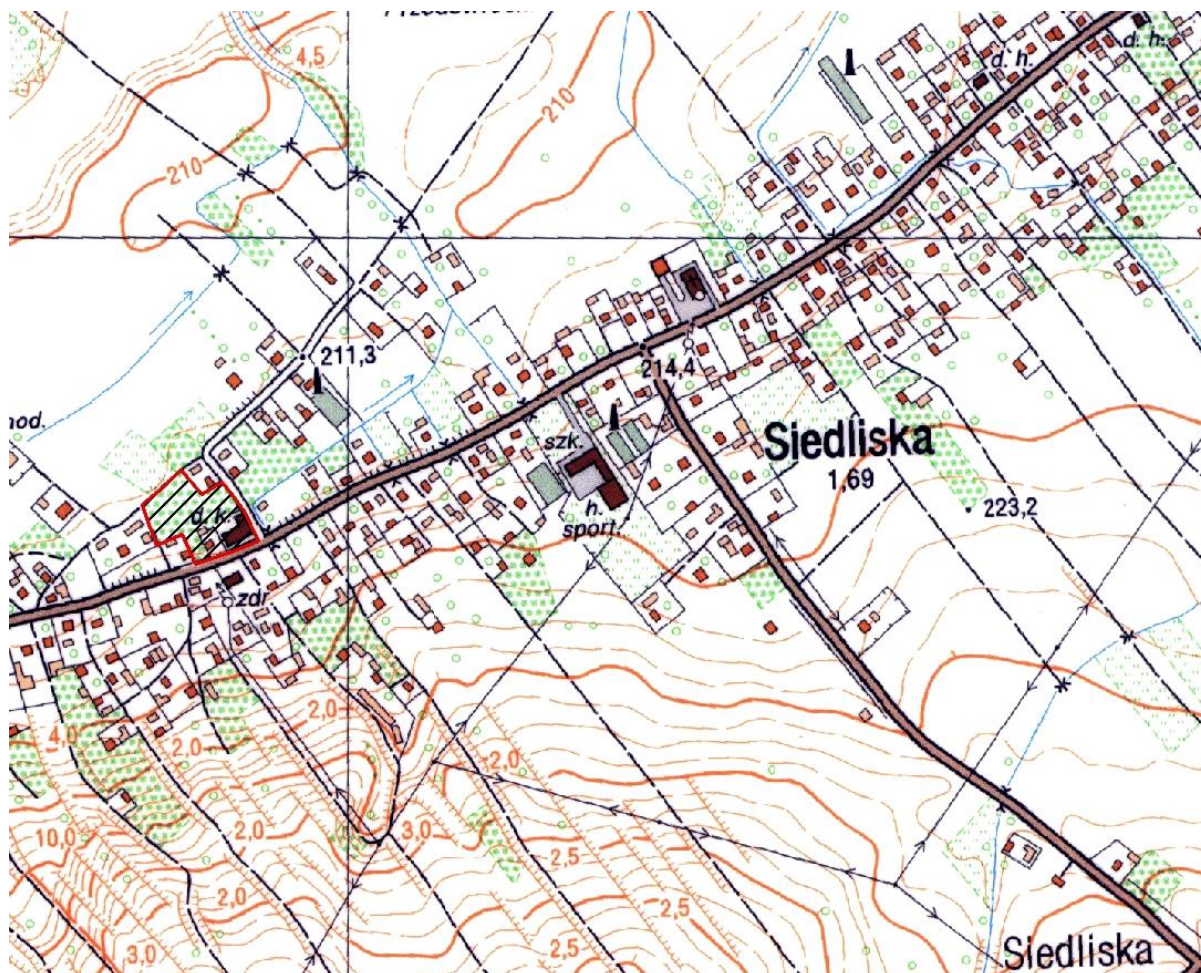 4,5
d. h.
d. h.
210
210
211,3
214,4
hod.
szk.
Siedliska
1,69
d. k.
h.
sport.
223,2
zdr
2,0
4,0
2,0
2,0
2,0
10,0
3,0
2,5
2,0
2,5
3,0
2,5
Siedliska